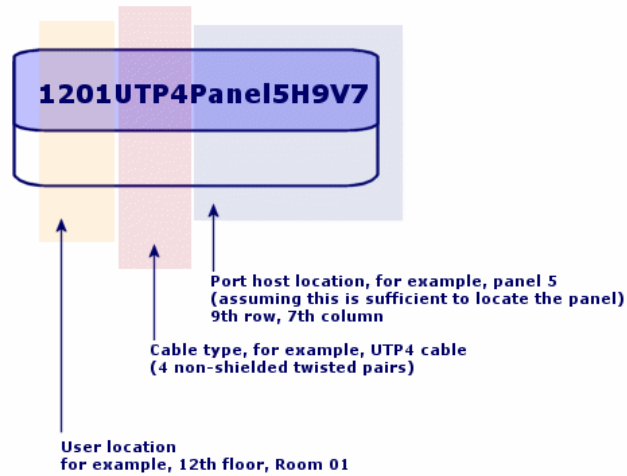 1201UTP4Panel5H9V7
Port host location, for example, panel 5
(assuming this is sufficient to locate the panel)
9th row, 7th column
Cable type, for example, UTP4 cable
(4 non-shielded twisted pairs)
User location
for example, 12th floor, Room 01